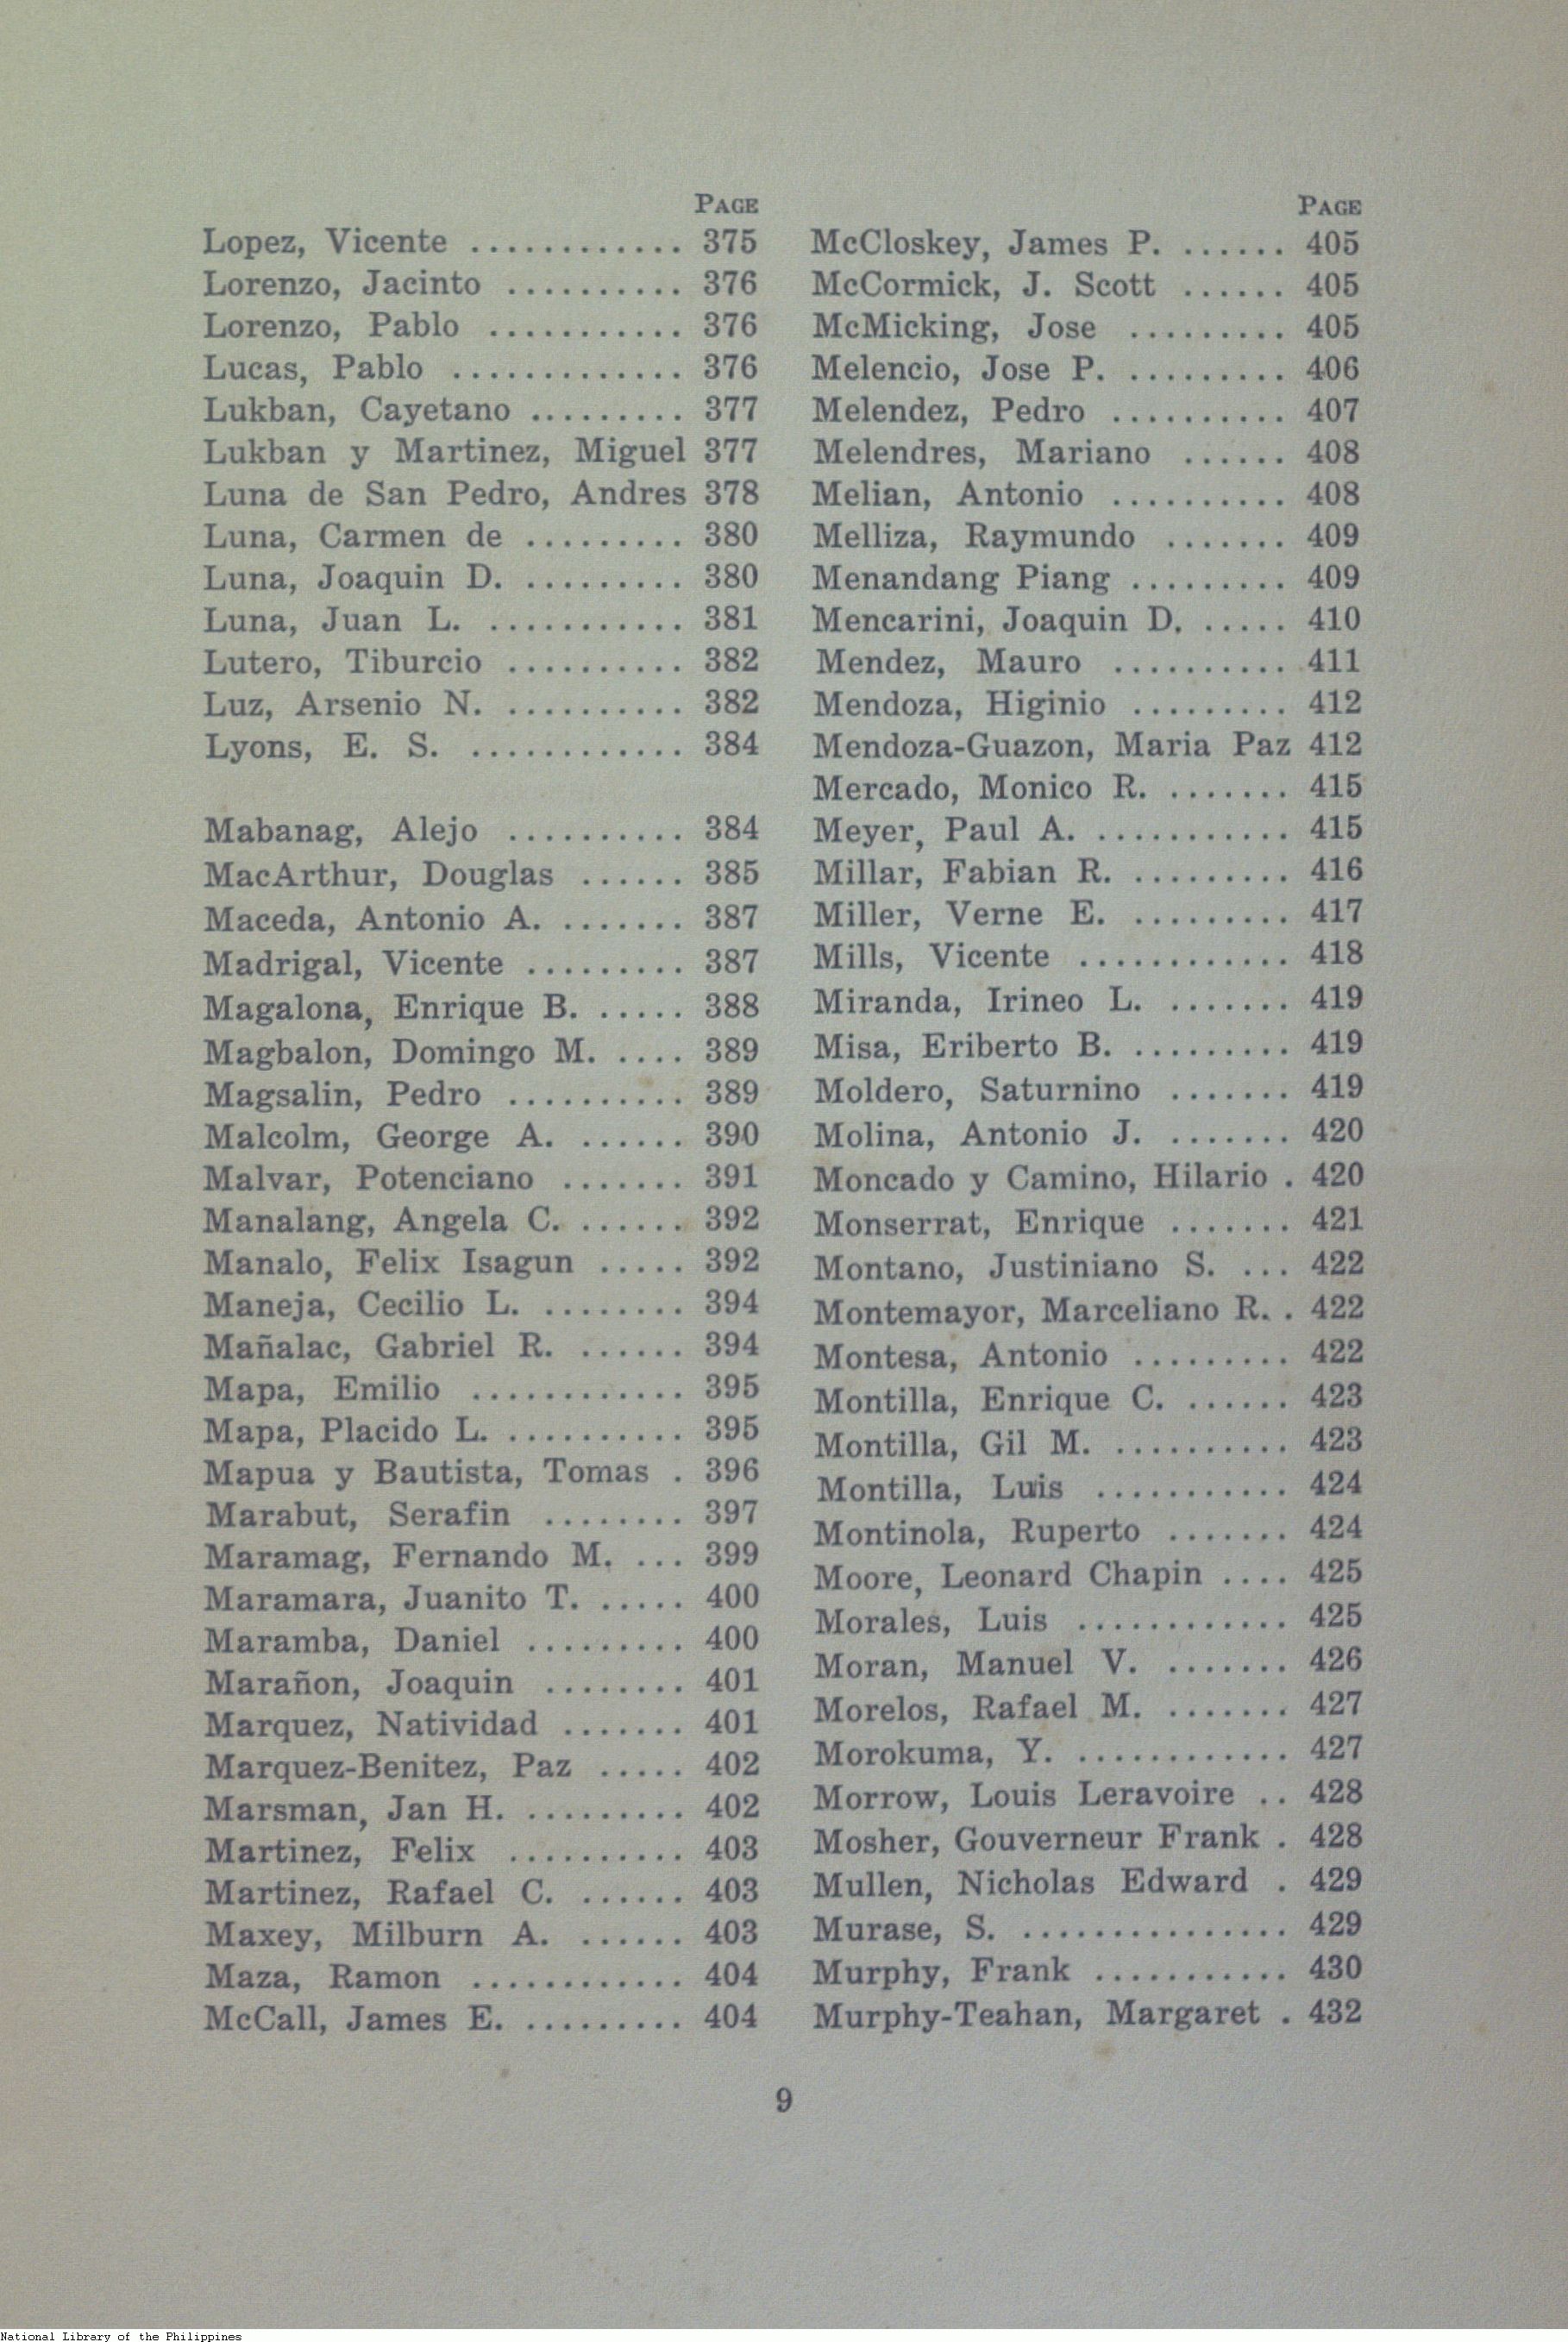 PAGE
Lopez, Vicente ............ 375
Lorenzo, Jacinto .......... 376
Lorenzo, Pablo ........... 376
Lucas, Pablo ............. 376
Lukban, Cayetano ......... 377
Lukban y Martinez, Miguel 377
Luna de San Pedro, Andres 378
Luna, Carmen de ......... 380
Luna, Joaquin D. ......... 380
Luna, Juan L. ........... 381
Lutero, Tiburcio .......... 382
Luz, Arsenio N. .......... 382
Lyons, E. S. ............ 384
Mabanag, Alejo .......... 384
MacArthur, Douglas ...... 385
Maceda, Antonio A. ....... 387
Madrigal, Vicente ......... 387
Magalona, Enrique B. ..... 388
Magbalon, Domingo M. .... 389
Magsalin, Pedro .......... 389
Malcolm, George A. ...... 390
Malvar, Potenciano ....... 391
Manalang, Angela C. ...... 392
Manalo, Felix Isagun ..... 392
Maneja, Cecilio L. ........ 394
Mañalac, Gabriel R. ...... 394
Mapa, Emilio ............ 395
Mapa, Placido L. .......... 395
Mapua y Bautista, Tomas . 396
Marabut, Serafin ........ 397
Maramag, Fernando M. ... 399
Maramara, Juanito T. ..... 400
Maramba, Daniel ......... 400
Marañon, Joaquin ........ 401
Marquez, Natividad ....... 401
Marquez-Benitez, Paz ..... 402
Marsman, Jan H. ......... 402
Martinez, Felix .......... 403
Martinez, Rafael C. ...... 403
Maxey, Milburn A. ...... 403
Maza, Ramon ............ 404
McCall, James E. ......... 404
PAGE
McCloskey, James P. ...... 405
McCormick, J. Scott ...... 405
McMicking, Jose ......... 405
Melencio, Jose P. ......... 406
Melendez, Pedro .......... 407
Melendres, Mariano ...... 408
Melian, Antonio .......... 408
Melliza, Raymundo ....... 409
Menandang Piang ......... 409
Mencarini, Joaquin D. ..... 410
Mendez, Mauro .......... 411
Mendoza, Higinio ......... 412
Mendoza-Guazon, Maria Paz 412
Mercado, Monico R. ....... 415
Meyer, Paul A. ........... 415
Millar, Fabian R. ......... 416
Miller, Verne E. ......... 417
Mills, Vicente ............ 418
Miranda, Irineo L. ....... 419
Misa, Eriberto B. ......... 419
Moldero, Saturnino ....... 419
Molina, Antonio J. ....... 420
Moncado y Camino, Hilario . 420
Monserrat, Enrique ....... 421
Montano, Justiniano S. ... 422
Montemayor, Marceliano R. . 422
Montesa, Antonio ......... 422
Montilla, Enrique C. ...... 423
Montilla, Gil M. .......... 423
Montilla, Luis ........... 424
Montinola, Ruperto ....... 424
Moore, Leonard Chapin .... 425
Morales, Luis ............ 425
Moran, Manuel V. ....... 426
Morelos, Rafael M. ....... 427
Morokuma, Y. ............ 427
Morrow, Louis Leravoire .. 428
Mosher, Gouverneur Frank . 428
Mullen, Nicholas Edward . 429
Murase, S. ............... 429
Murphy, Frank ........... 430
Murphy-Teahan, Margaret . 432
9
National Library of the Philippines